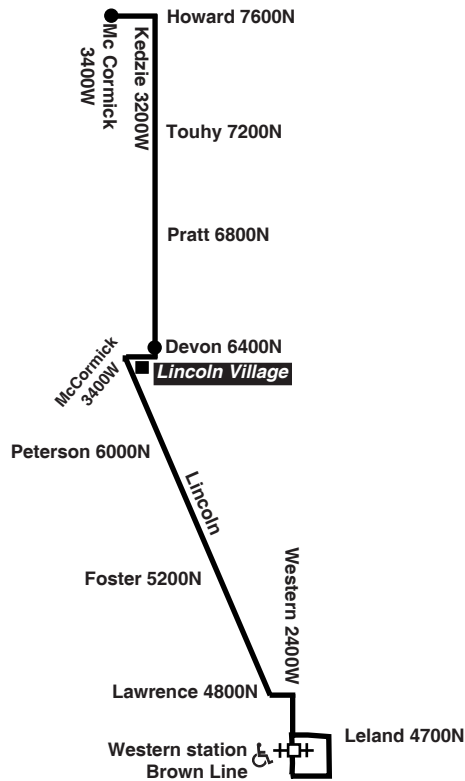 Howard 7600N
Mc Cormick
3400W
Kedzie 3200W
Touhy 7200N
Pratt 6800N
Devon 6400N
Lincoln Village
McCormick
3400W
Peterson 6000N
Lincoln
Foster 5200N
Western 2400W
Lawrence 4800N
Leland 4700N
Western station
Brown Line